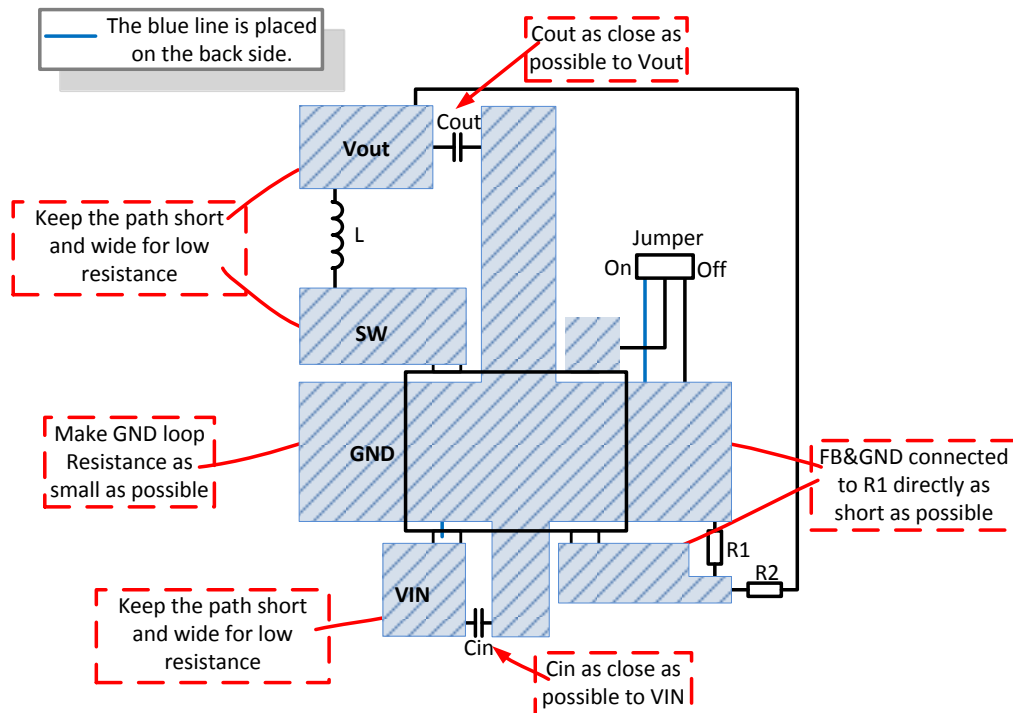 The blue line is placed
on the back side.
Cout as close as
possible to Vout
Cout
Vout
Keep the path short
and wide for low
resistance
L
Jumper
On
Off
SW
Make GND loop
Resistance as
small as possible
GND
FB&GND connected
to R1 directly as
short as possible
R1
R2
VIN
Keep the path short
and wide for low
resistance
Cin
Cin as close as
possible to VIN